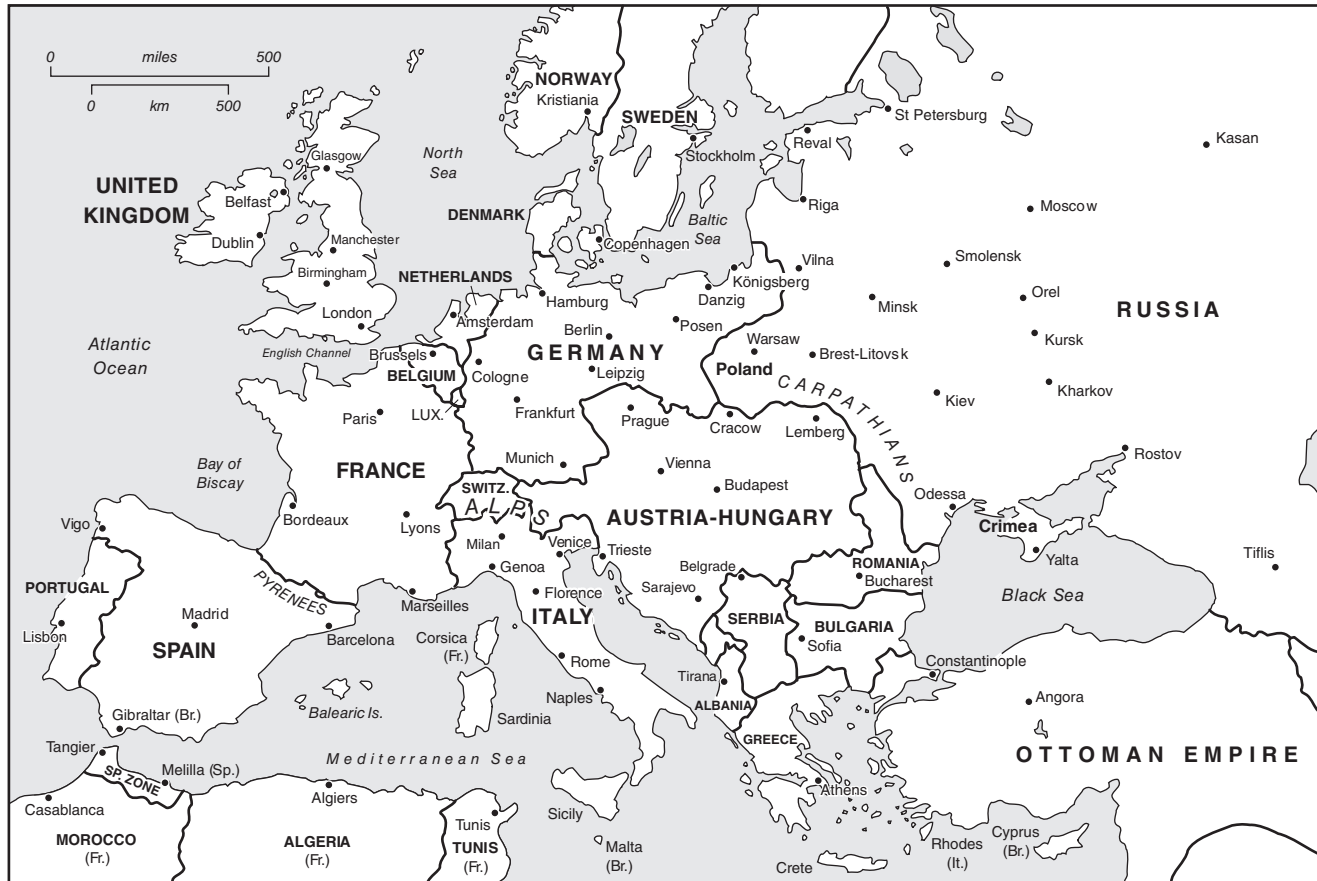 0 miles 500
0 km 500
NORWAY
Kristiania
SWEDEN
St Petersburg
Reval
Stockholm
Kasan
North
Sea
Glasgow
UNITED
KINGDOM
Belfast
Dublin
Manchester
Birmingham
London
DENMARK
Copenhagen
Baltic
Sea
Riga
Moscow
Smolensk
Vilna
Königsberg
Danzig
NETHERLANDS
Amsterdam
Hamburg
Minsk
Orel
RUSSIA
Kursk
Kharkov
Kiev
Atlantic
Ocean
English Channel
Brussels
BELGIUM
Cologne
Berlin
GERMANY
Leipzig
Posen
Warsaw
Poland
Brest-Litovsk
CARPATHIANS
Paris
LUX.
Frankfurt
Prague
Cracow
Lemberg
Bay of
Biscay
FRANCE
Munich
Vienna
Budapest
Rostov
SWITZ.
ALPS
AUSTRIA-HUNGARY
Odessa
Crimea
Yalta
Vigo
Bordeaux
Lyons
Milan
Venice
Trieste
Genoa
Belgrade
ROMANIA
Bucharest
Black Sea
Tiflis
PORTUGAL
PYRENEES
Marseilles
Florence
Sarajevo
Madrid
Lisbon
SPAIN
Barcelona
Corsica
(Fr.)
ITALY
SERBIA
BULGARIA
Sofia
Rome
Constantinople
Tirana
ALBANIA
Naples
Angora
Gibraltar (Br.)
Balearic Is.
Sardinia
GREECE
OTTOMAN EMPIRE
Tangier
SP. ZONE
Melilla (Sp.)
Mediterranean Sea
Casablanca
Algiers
Tunis
Sicily
Athens
MOROCCO
(Fr.)
ALGERIA
(Fr.)
TUNIS
(Fr.)
Malta
(Br.)
Crete
Rhodes
(It.)
Cyprus
(Br.)